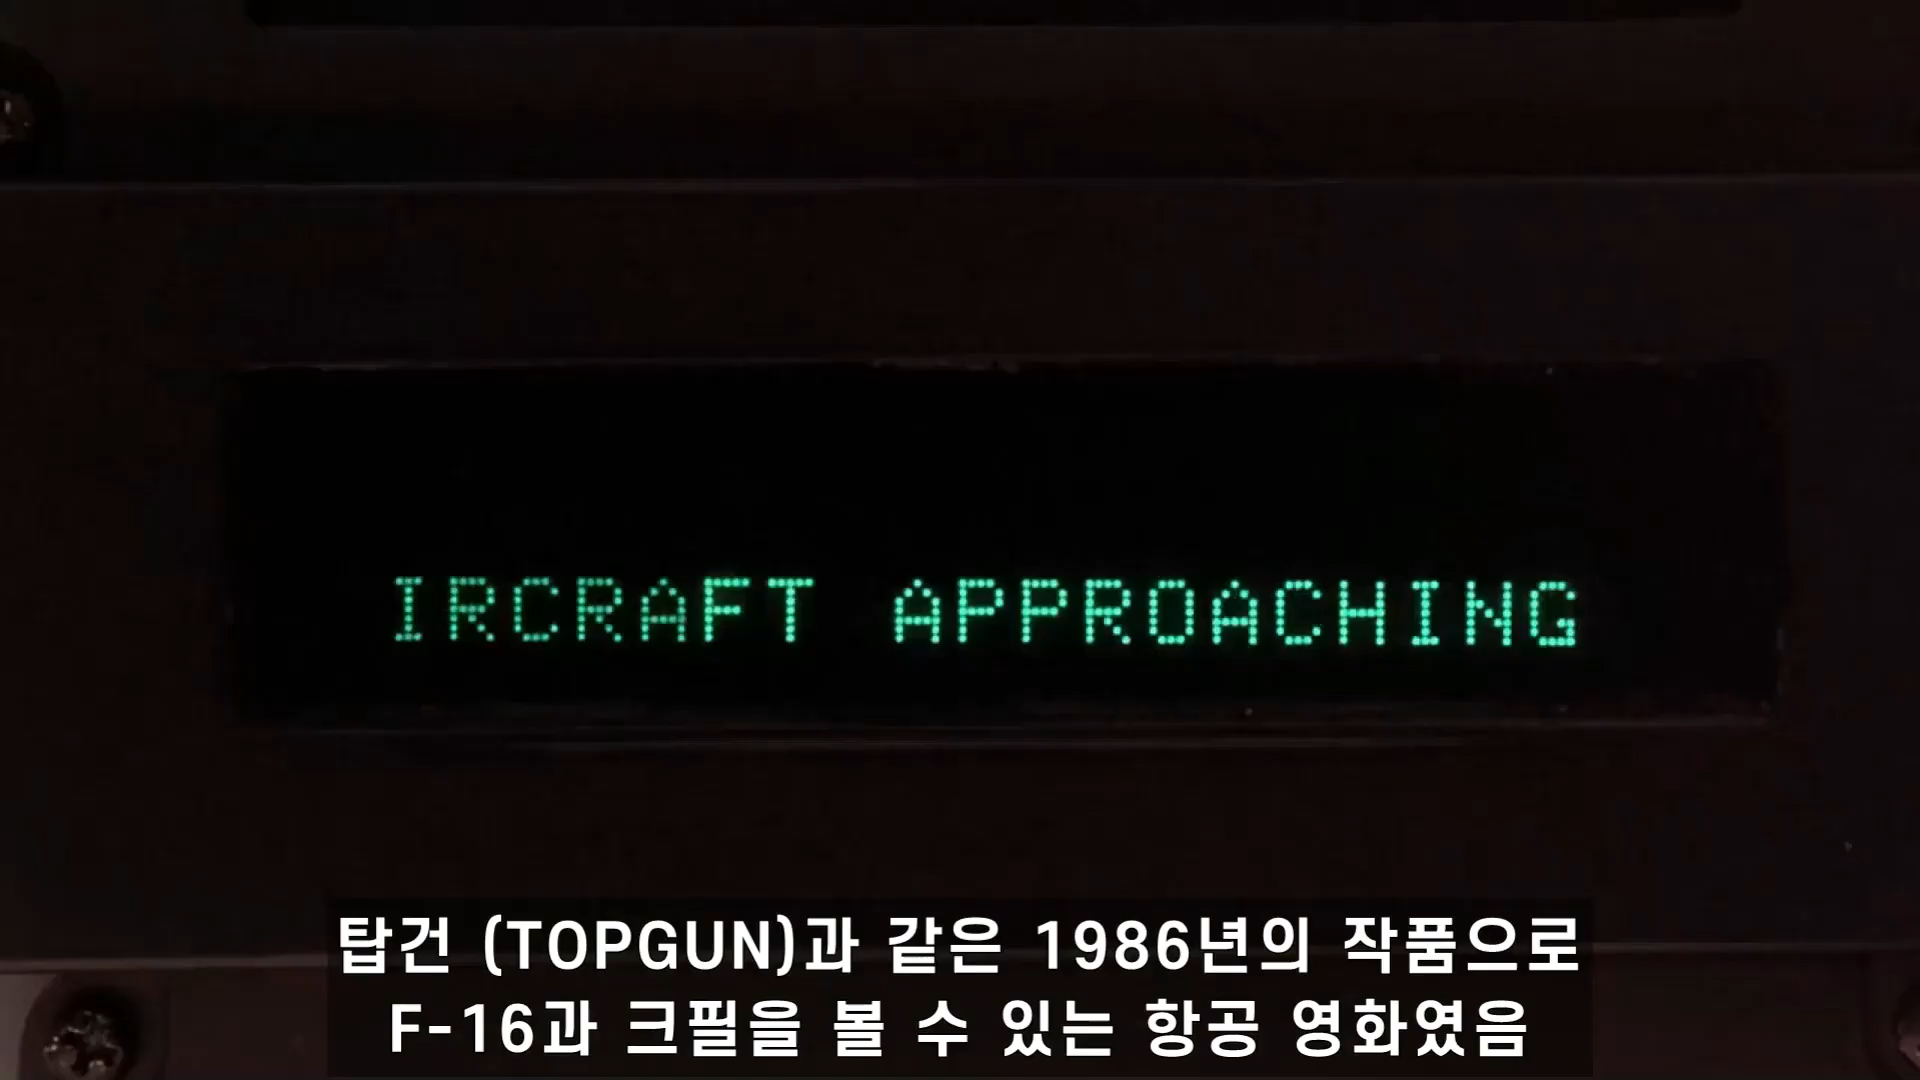 IRCRAFT APPROACHING
탑건 (TOPGUN)과 같은 1986년의 작품으로
F-16과 크필을 볼 수 있는 항공 영화였음